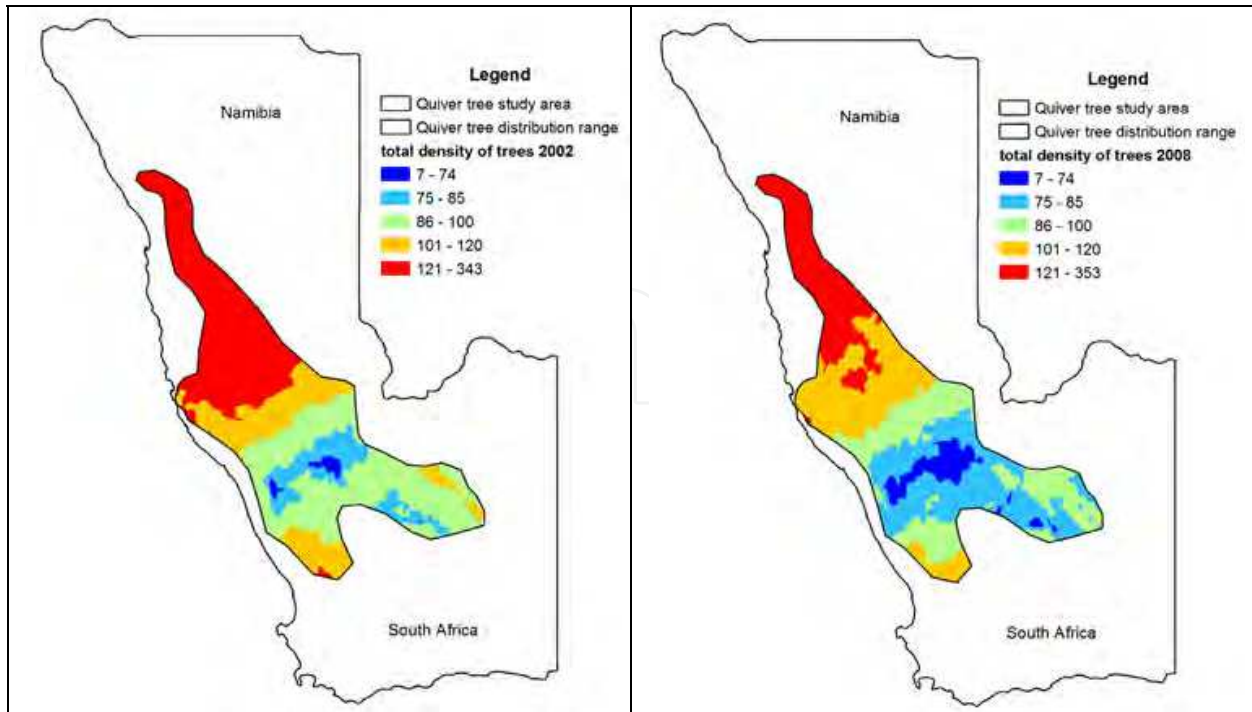 Legend
Quiver tree study area
Quiver tree distribution range
total density of trees 2002
7 - 74
75 - 85
86 - 100
101 - 120
121 - 343
Namibia
South Africa
Legend
Quiver tree study area
Quiver tree distribution range
total density of trees 2008
7 - 74
75 - 85
86 - 100
101 - 120
121 - 353
Namibia
South Africa